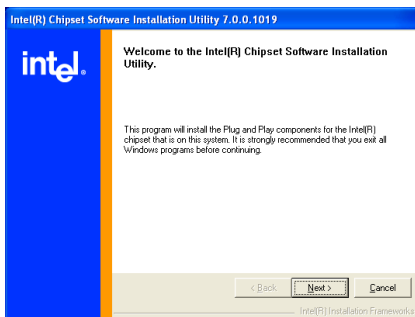 Intel(R) Chipset Software Installation Utility 7.0.0.1019
intel.
Welcome to the Intel(R) Chipset Software Installation
Utility.
This program will install the Plug and Play components for the Intel(R)
chipset that is on this system. It is strongly recommended that you exit all
Windows programs before continuing.
< Back
Next >
Cancel
Intel(R) Installation Frameworks